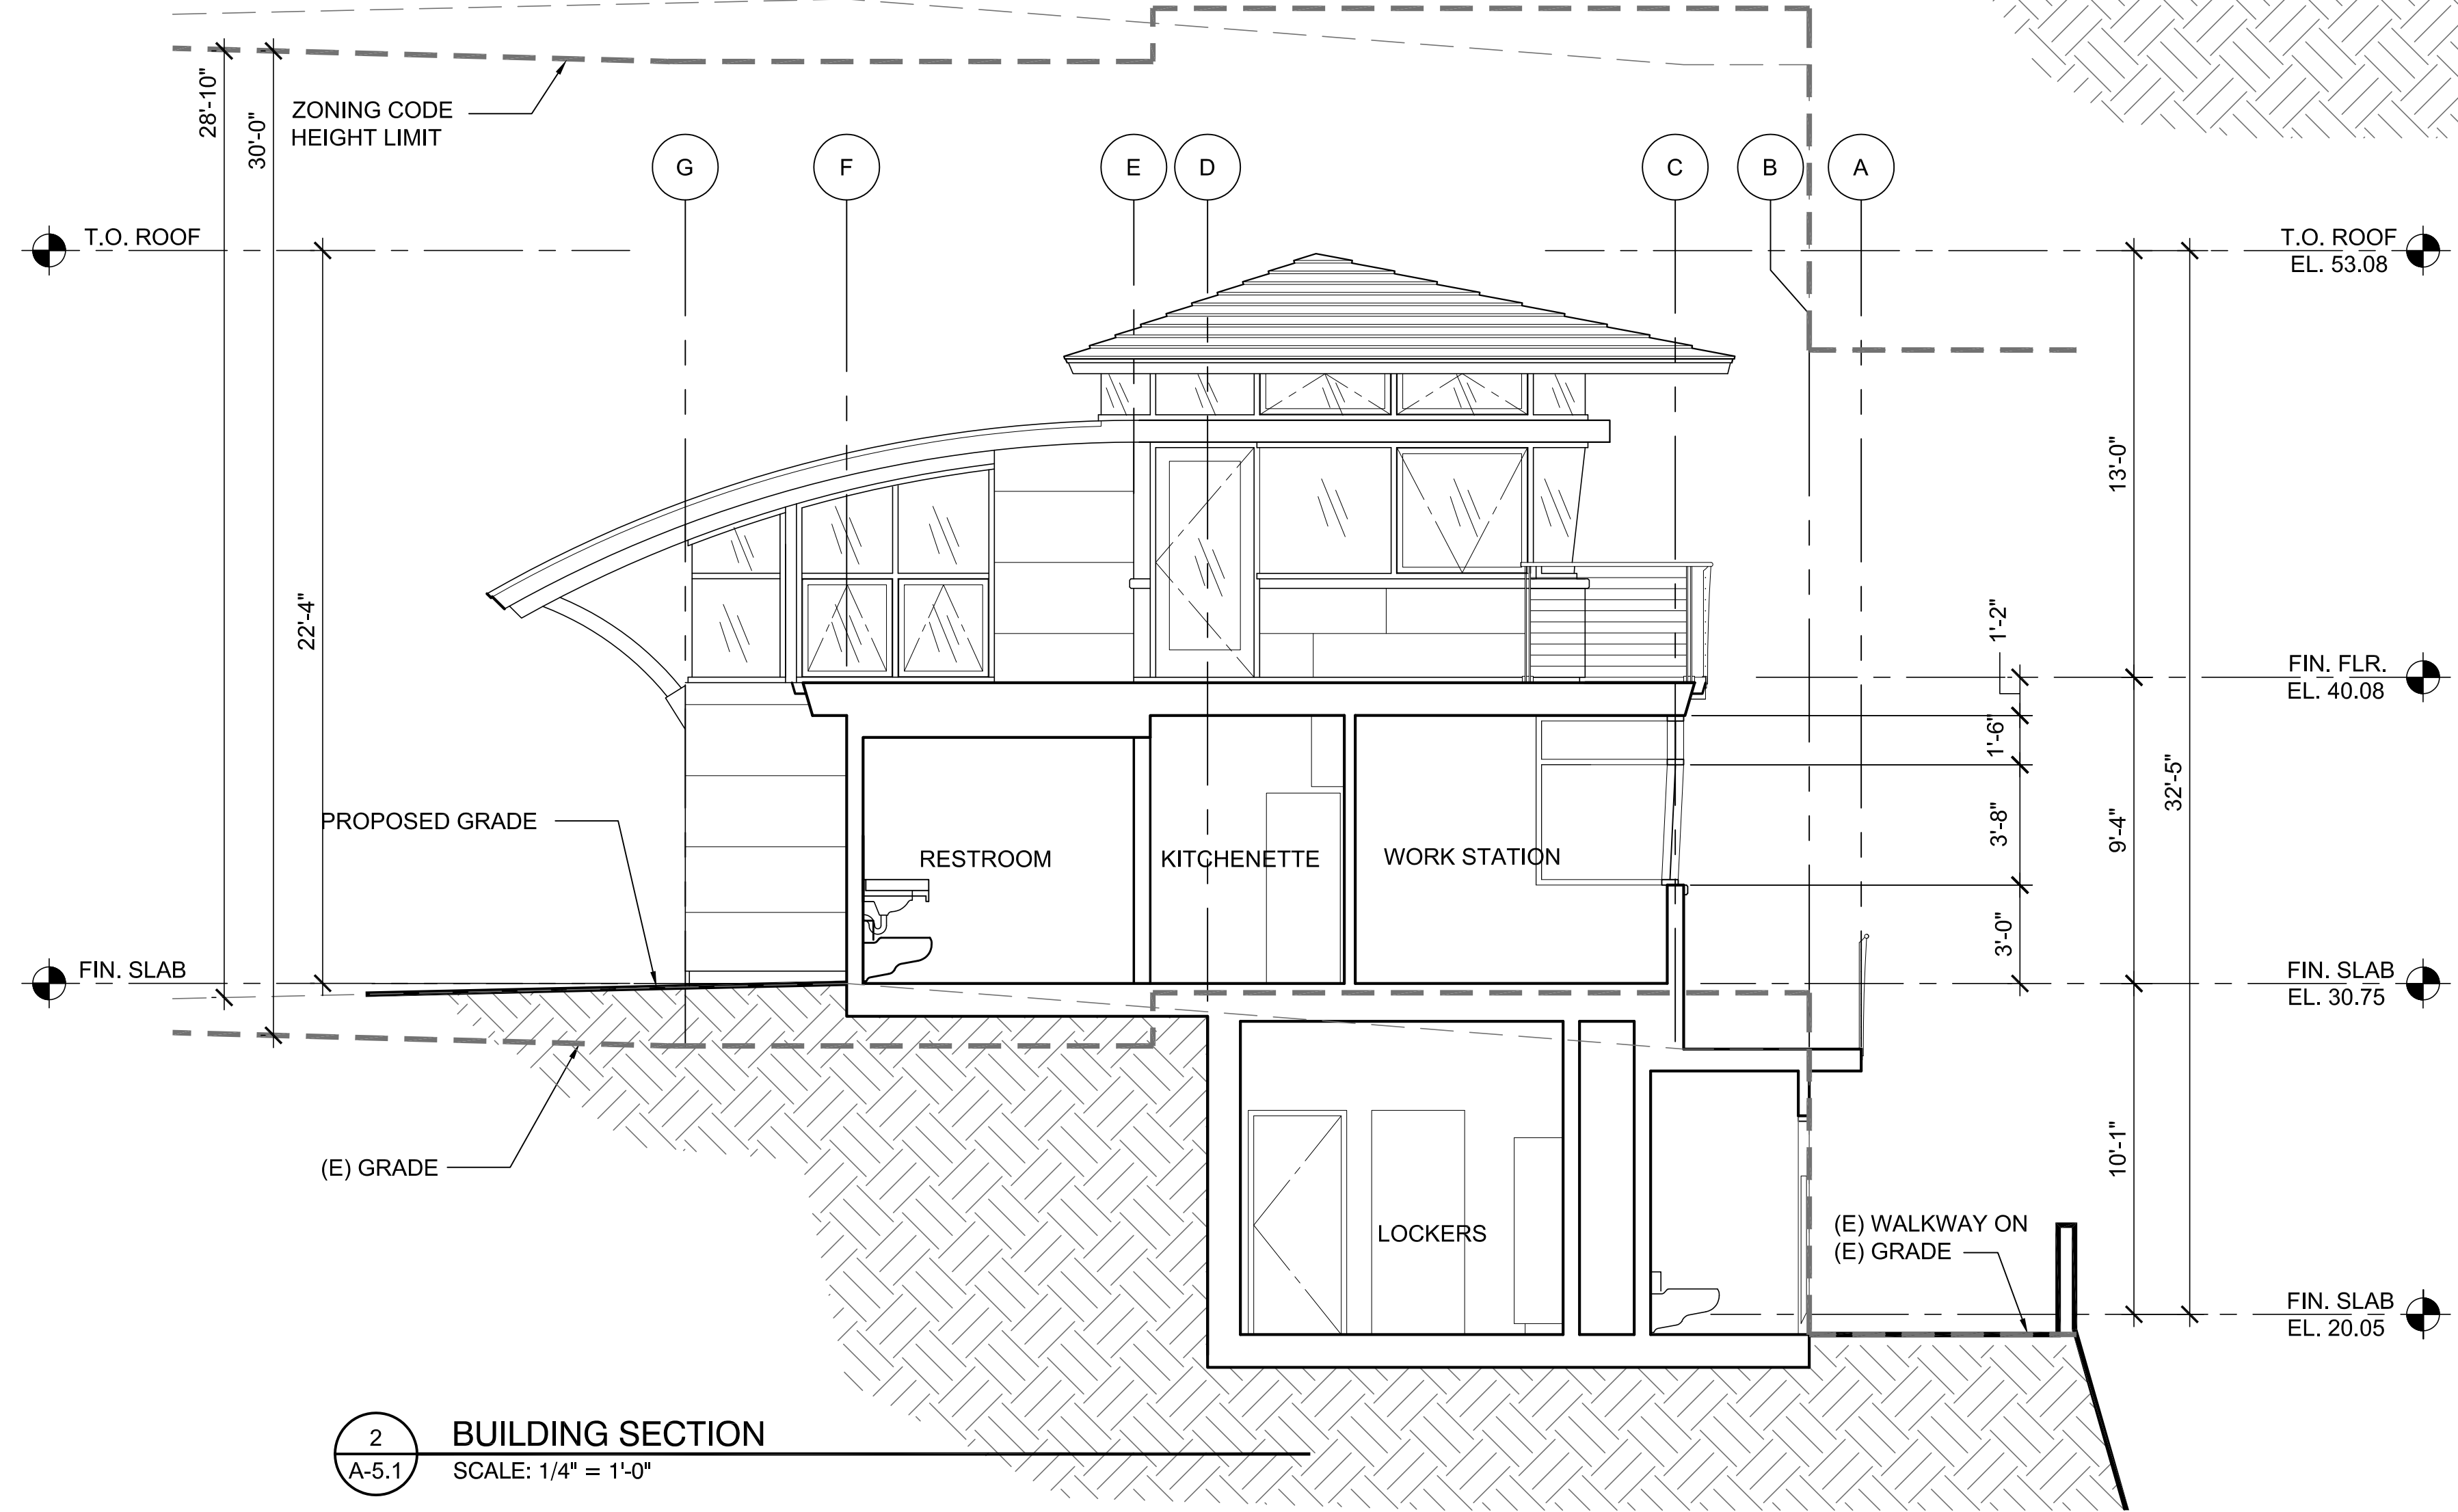 28'-10"
30'-0"
ZONING CODE
HEIGHT LIMIT
G
F
E
D
C
B
A
T.O. ROOF
T.O. ROOF
EL. 53.08
22'-4"
13'-0"
1'-2"
FIN. FLR.
EL. 40.08
1'-6"
32'-5"
3'-8"
9'-4"
3'-0"
PROPOSED GRADE
RESTROOM
KITCHENETTE
WORK STATION
FIN. SLAB
FIN. SLAB
EL. 30.75
(E) GRADE
10'-1"
LOCKERS
(E) WALKWAY ON
(E) GRADE
FIN. SLAB
EL. 20.05
2
A-5.1
BUILDING SECTION
SCALE: 1/4" = 1'-0"